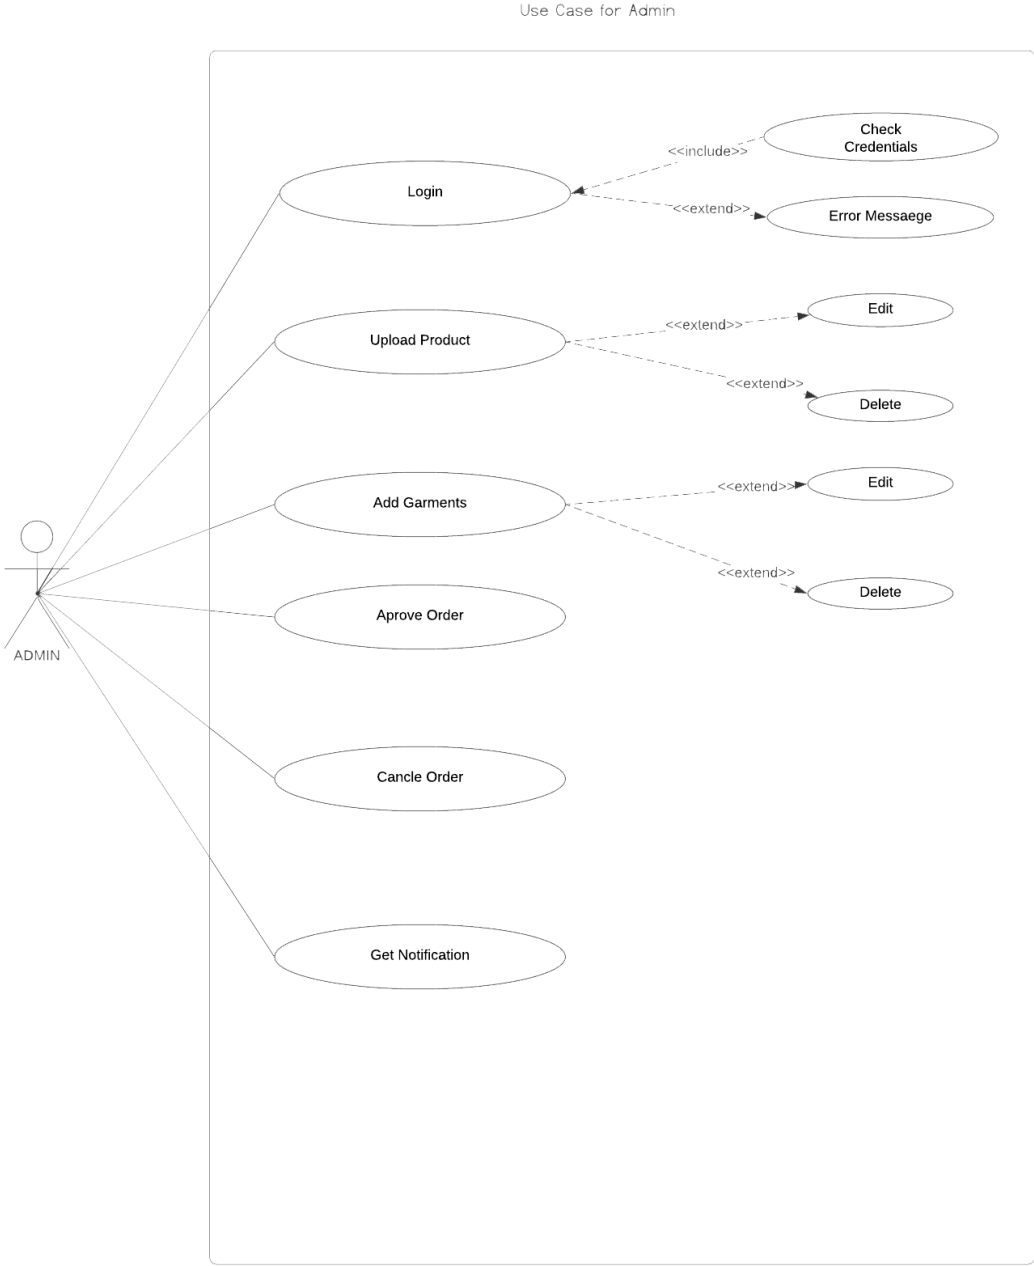 Use Case for Admin
Check
Credentials
<<include>>
Login
<<extend>>
Error Messaege
Edit
<<extend>>
Upload Product
<<extend>>
Delete
Edit
<<extend>>
Add Garments
<<extend>>
Delete
Aprove Order
ADMIN
Cancle Order
Get Notification